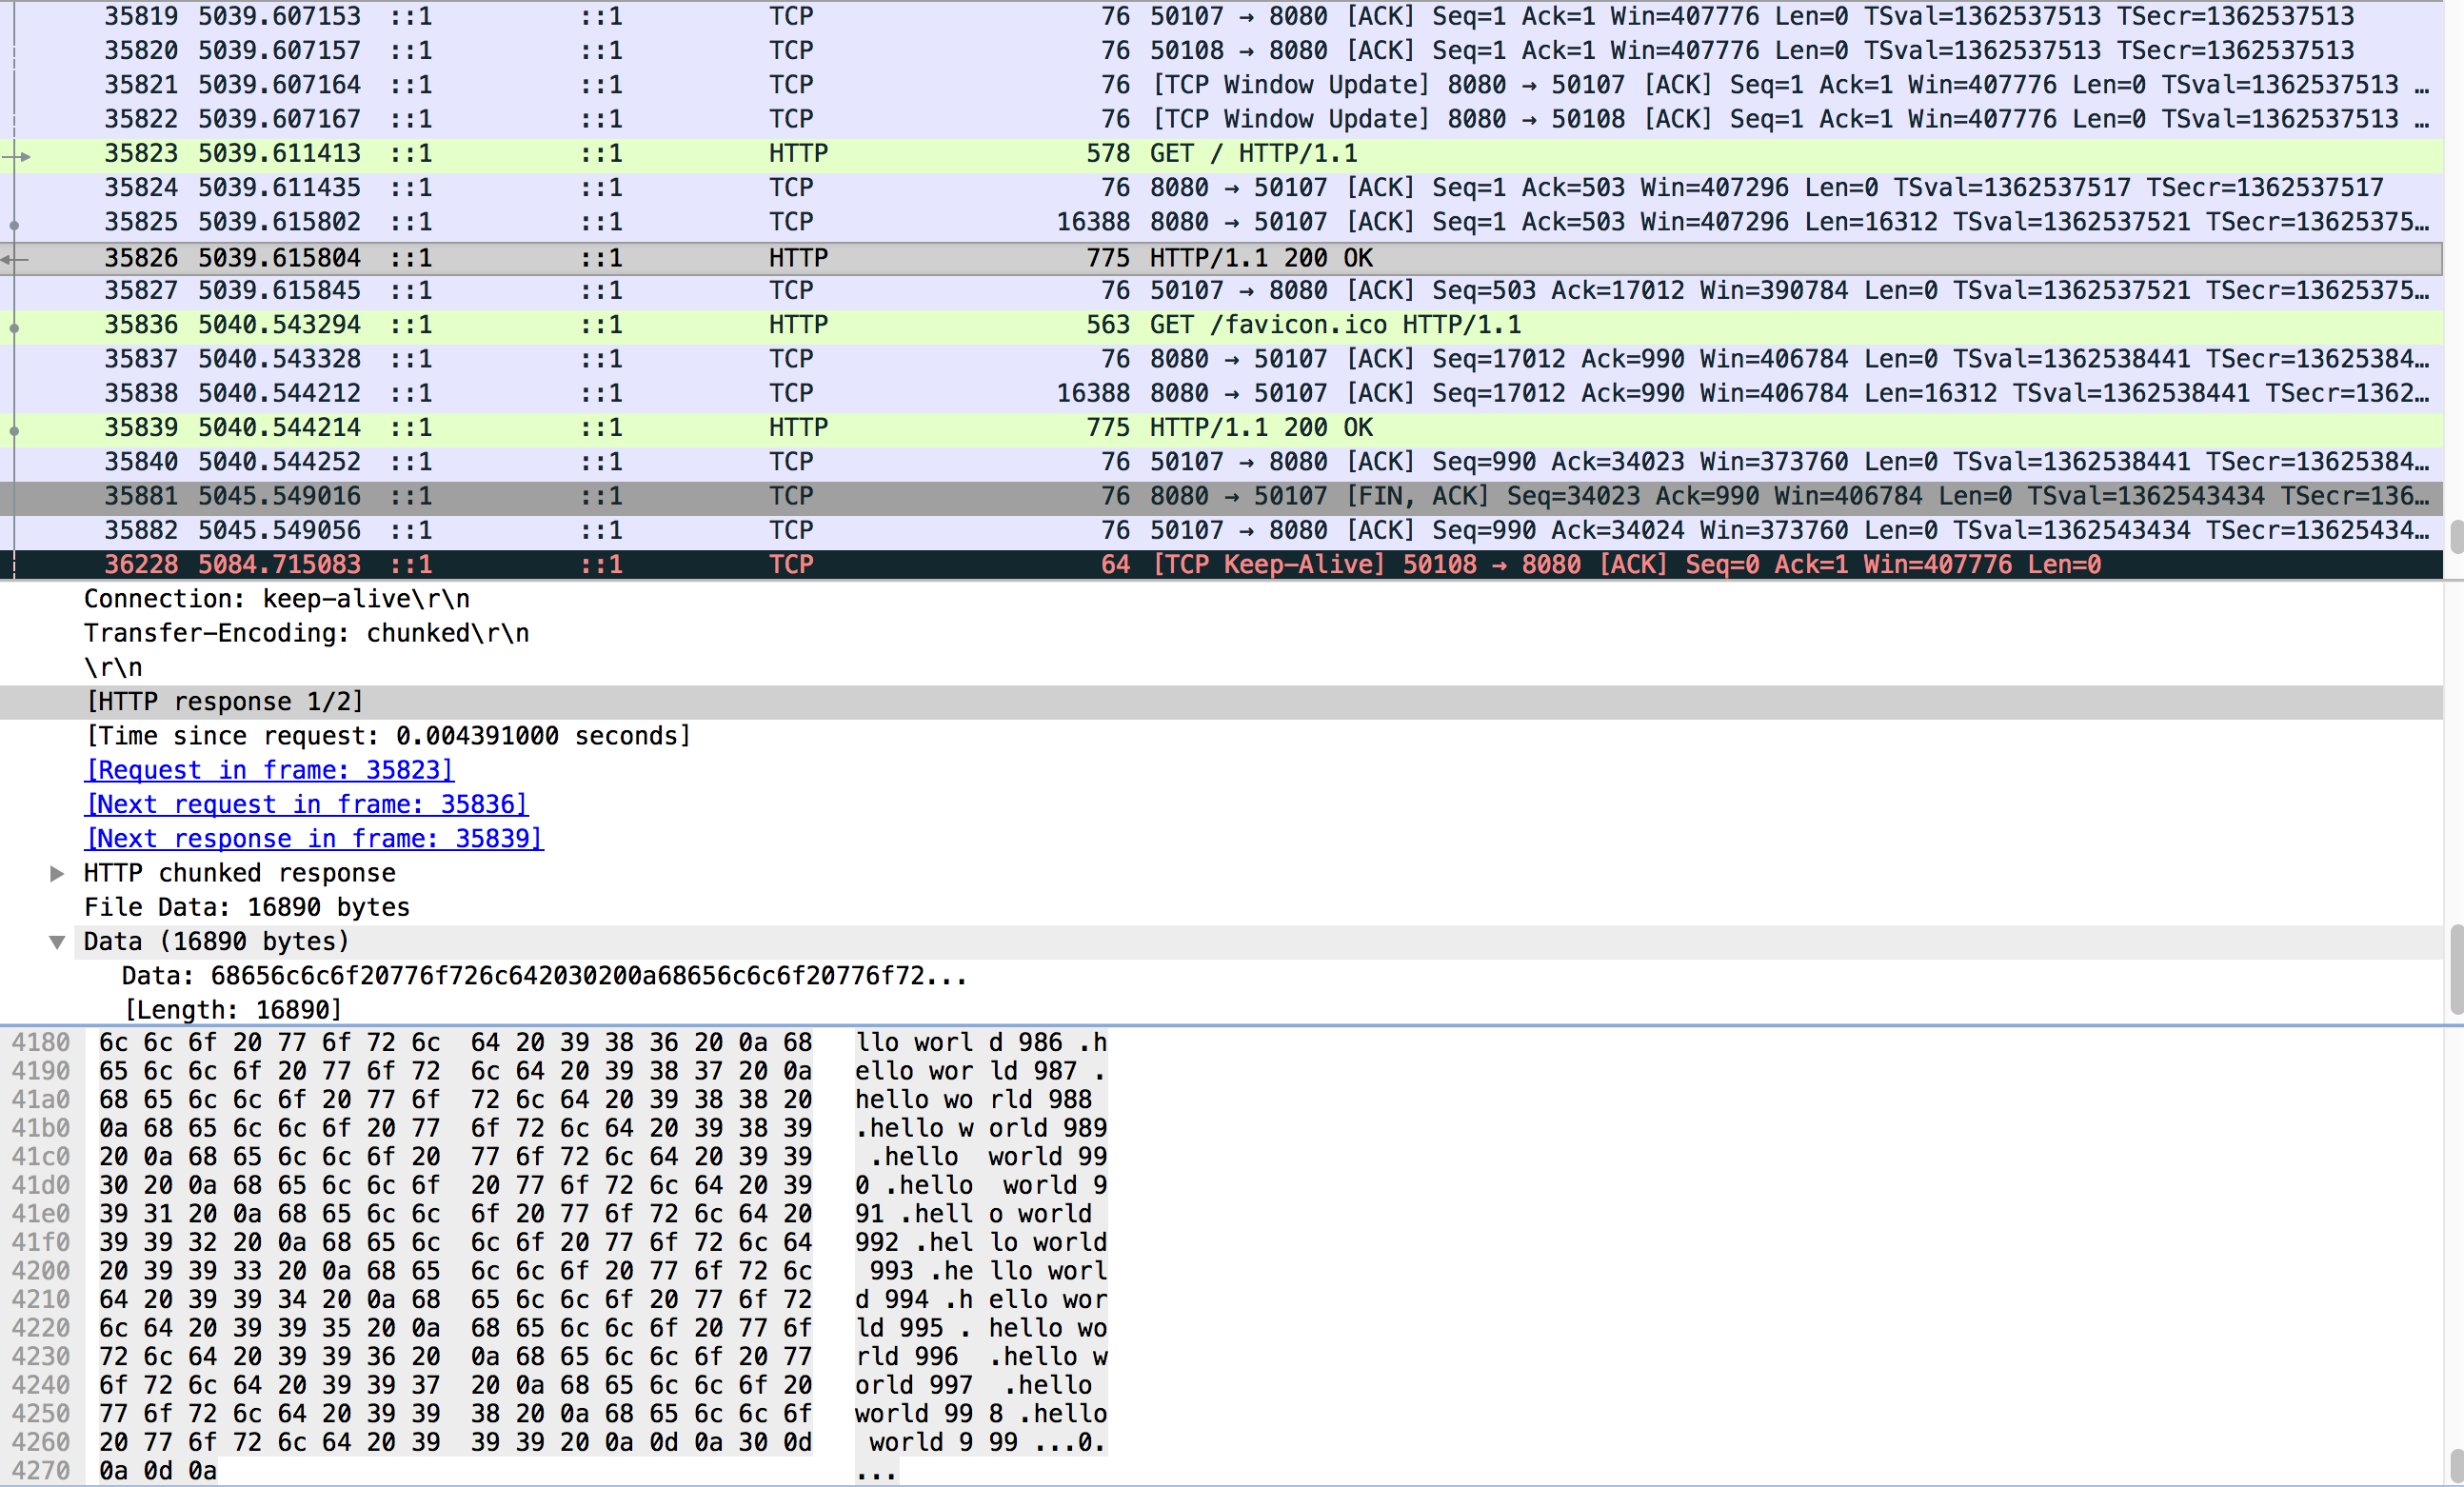 35819 5039.607153 ::1 ::1 TCP 76 50107 → 8080 [ACK] Seq=1 Ack=1 Win=407776 Len=0 TSval=1362537513 TSecr=1362537513
35820 5039.607157 ::1 ::1 TCP 76 50108 → 8080 [ACK] Seq=1 Ack=1 Win=407776 Len=0 TSval=1362537513 TSecr=1362537513
35821 5039.607164 ::1 ::1 TCP 76 [TCP Window Update] 8080 → 50107 [ACK] Seq=1 Ack=1 Win=407776 Len=0 TSval=1362537513 …
35822 5039.607167 ::1 ::1 TCP 76 [TCP Window Update] 8080 → 50108 [ACK] Seq=1 Ack=1 Win=407776 Len=0 TSval=1362537513 …
35823 5039.611413 ::1 ::1 HTTP 578 GET / HTTP/1.1
35824 5039.611435 ::1 ::1 TCP 76 8080 → 50107 [ACK] Seq=1 Ack=503 Win=407296 Len=0 TSval=1362537517 TSecr=1362537517
35825 5039.615802 ::1 ::1 TCP 16388 8080 → 50107 [ACK] Seq=1 Ack=503 Win=407296 Len=16312 TSval=1362537521 TSecr=13625375…
35826 5039.615804 ::1 ::1 HTTP 775 HTTP/1.1 200 OK
35827 5039.615845 ::1 ::1 TCP 76 50107 → 8080 [ACK] Seq=503 Ack=17012 Win=390784 Len=0 TSval=1362537521 TSecr=13625375…
35836 5040.543294 ::1 ::1 HTTP 563 GET /favicon.ico HTTP/1.1
35837 5040.543328 ::1 ::1 TCP 76 8080 → 50107 [ACK] Seq=17012 Ack=990 Win=406784 Len=0 TSval=1362538441 TSecr=13625384…
35838 5040.544212 ::1 ::1 TCP 16388 8080 → 50107 [ACK] Seq=17012 Ack=990 Win=406784 Len=16312 TSval=1362538441 TSecr=1362…
35839 5040.544214 ::1 ::1 HTTP 775 HTTP/1.1 200 OK
35840 5040.544252 ::1 ::1 TCP 76 50107 → 8080 [ACK] Seq=990 Ack=34023 Win=373760 Len=0 TSval=1362538441 TSecr=13625384…
35881 5045.549016 ::1 ::1 TCP 76 8080 → 50107 [FIN, ACK] Seq=34023 Ack=990 Win=406784 Len=0 TSval=1362543434 TSecr=136…
35882 5045.549056 ::1 ::1 TCP 76 50107 → 8080 [ACK] Seq=990 Ack=34024 Win=373760 Len=0 TSval=1362543434 TSecr=13625434…
36228 5084.715083 ::1 ::1 TCP 64 [TCP Keep-Alive] 50108 → 8080 [ACK] Seq=0 Ack=1 Win=407776 Len=0
Connection: keep-alive\r\n
Transfer-Encoding: chunked\r\n
\r\n
[HTTP response 1/2]
[Time since request: 0.004391000 seconds]
[Request in frame: 35823]
[Next request in frame: 35836]
[Next response in frame: 35839]
HTTP chunked response
File Data: 16890 bytes
Data (16890 bytes)
Data: 68656c6c6f20776f726c642030200a68656c6c6f20776f72...
[Length: 16890]
4180 6c 6c 6f 20 77 6f 72 6c 64 20 39 38 36 20 0a 68 llo worl d 986 .h
4190 65 6c 6c 6f 20 77 6f 72 6c 64 20 39 38 37 20 0a ello wor ld 987 .
41a0 68 65 6c 6c 6f 20 77 6f 72 6c 64 20 39 38 38 20 hello wo rld 988
41b0 0a 68 65 6c 6c 6f 20 77 6f 72 6c 64 20 39 38 39 .hello w orld 989
41c0 20 0a 68 65 6c 6c 6f 20 77 6f 72 6c 64 20 39 39 .hello world 99
41d0 30 20 0a 68 65 6c 6c 6f 20 77 6f 72 6c 64 20 39 0 .hello world 9
41e0 39 31 20 0a 68 65 6c 6c 6f 20 77 6f 72 6c 64 20 91 .hell o world
41f0 39 39 32 20 0a 68 65 6c 6c 6f 20 77 6f 72 6c 64 992 .hel lo world
4200 20 39 39 33 20 0a 68 65 6c 6c 6f 20 77 6f 72 6c 993 .he llo worl
4210 64 20 39 39 34 20 0a 68 65 6c 6c 6f 20 77 6f 72 d 994 .h ello wor
4220 6c 64 20 39 39 35 20 0a 68 65 6c 6c 6f 20 77 6f ld 995 . hello wo
4230 72 6c 64 20 39 39 36 20 0a 68 65 6c 6c 6f 20 77 rld 996 .hello w
4240 6f 72 6c 64 20 39 39 37 20 0a 68 65 6c 6c 6f 20 orld 997 .hello
4250 77 6f 72 6c 64 20 39 39 38 20 0a 68 65 6c 6c 6f world 99 8 .hello
4260 20 77 6f 72 6c 64 20 39 39 39 20 0a 0d 0a 30 0d world 9 99 ...0.
4270 0a 0d 0a ...